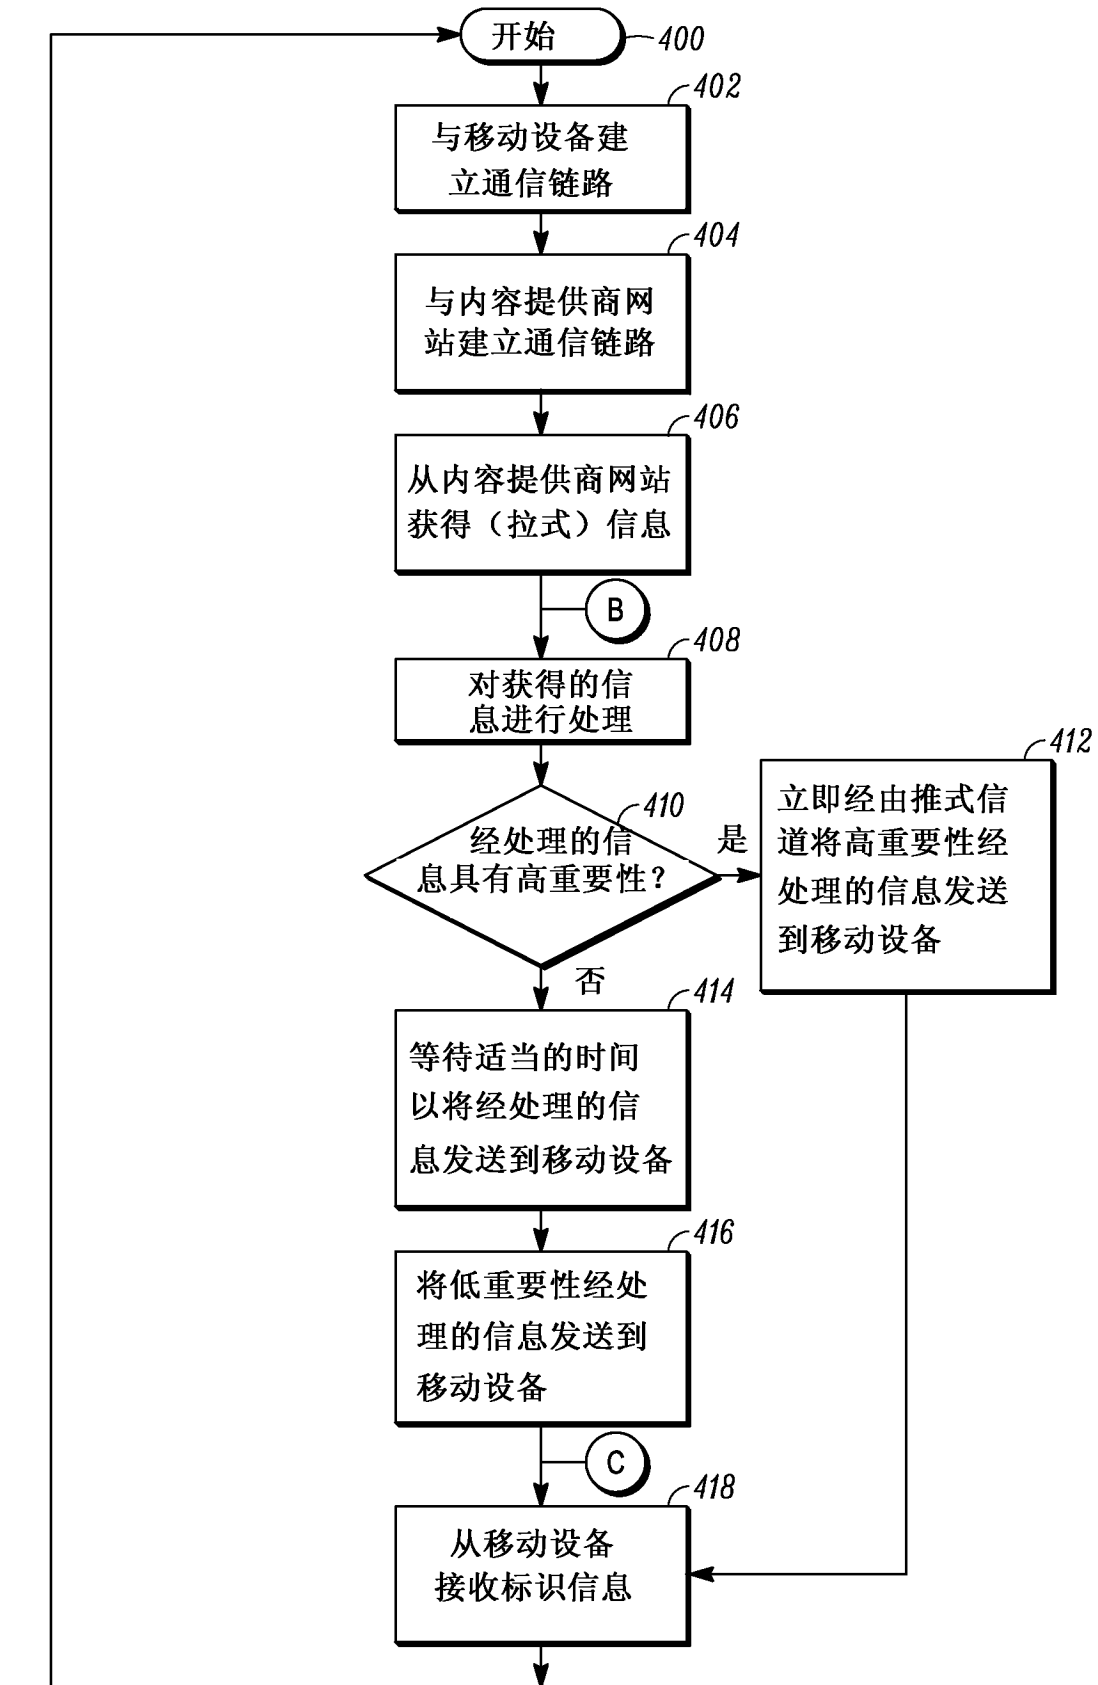 开始
400
402
与移动设备建
立通信链路
404
与内容提供商网
站建立通信链路
406
从内容提供商网站
获得（拉式）信息
B
408
对获得的信
息进行处理
410
经处理的信
息具有高重要性？
是
412
立即经由推式信
道将高重要性经
处理的信息发送
到移动设备
否
414
等待适当的时间
以将经处理的信
息发送到移动设备
416
将低重要性经处
理的信息发送到
移动设备
C
418
从移动设备
接收标识信息